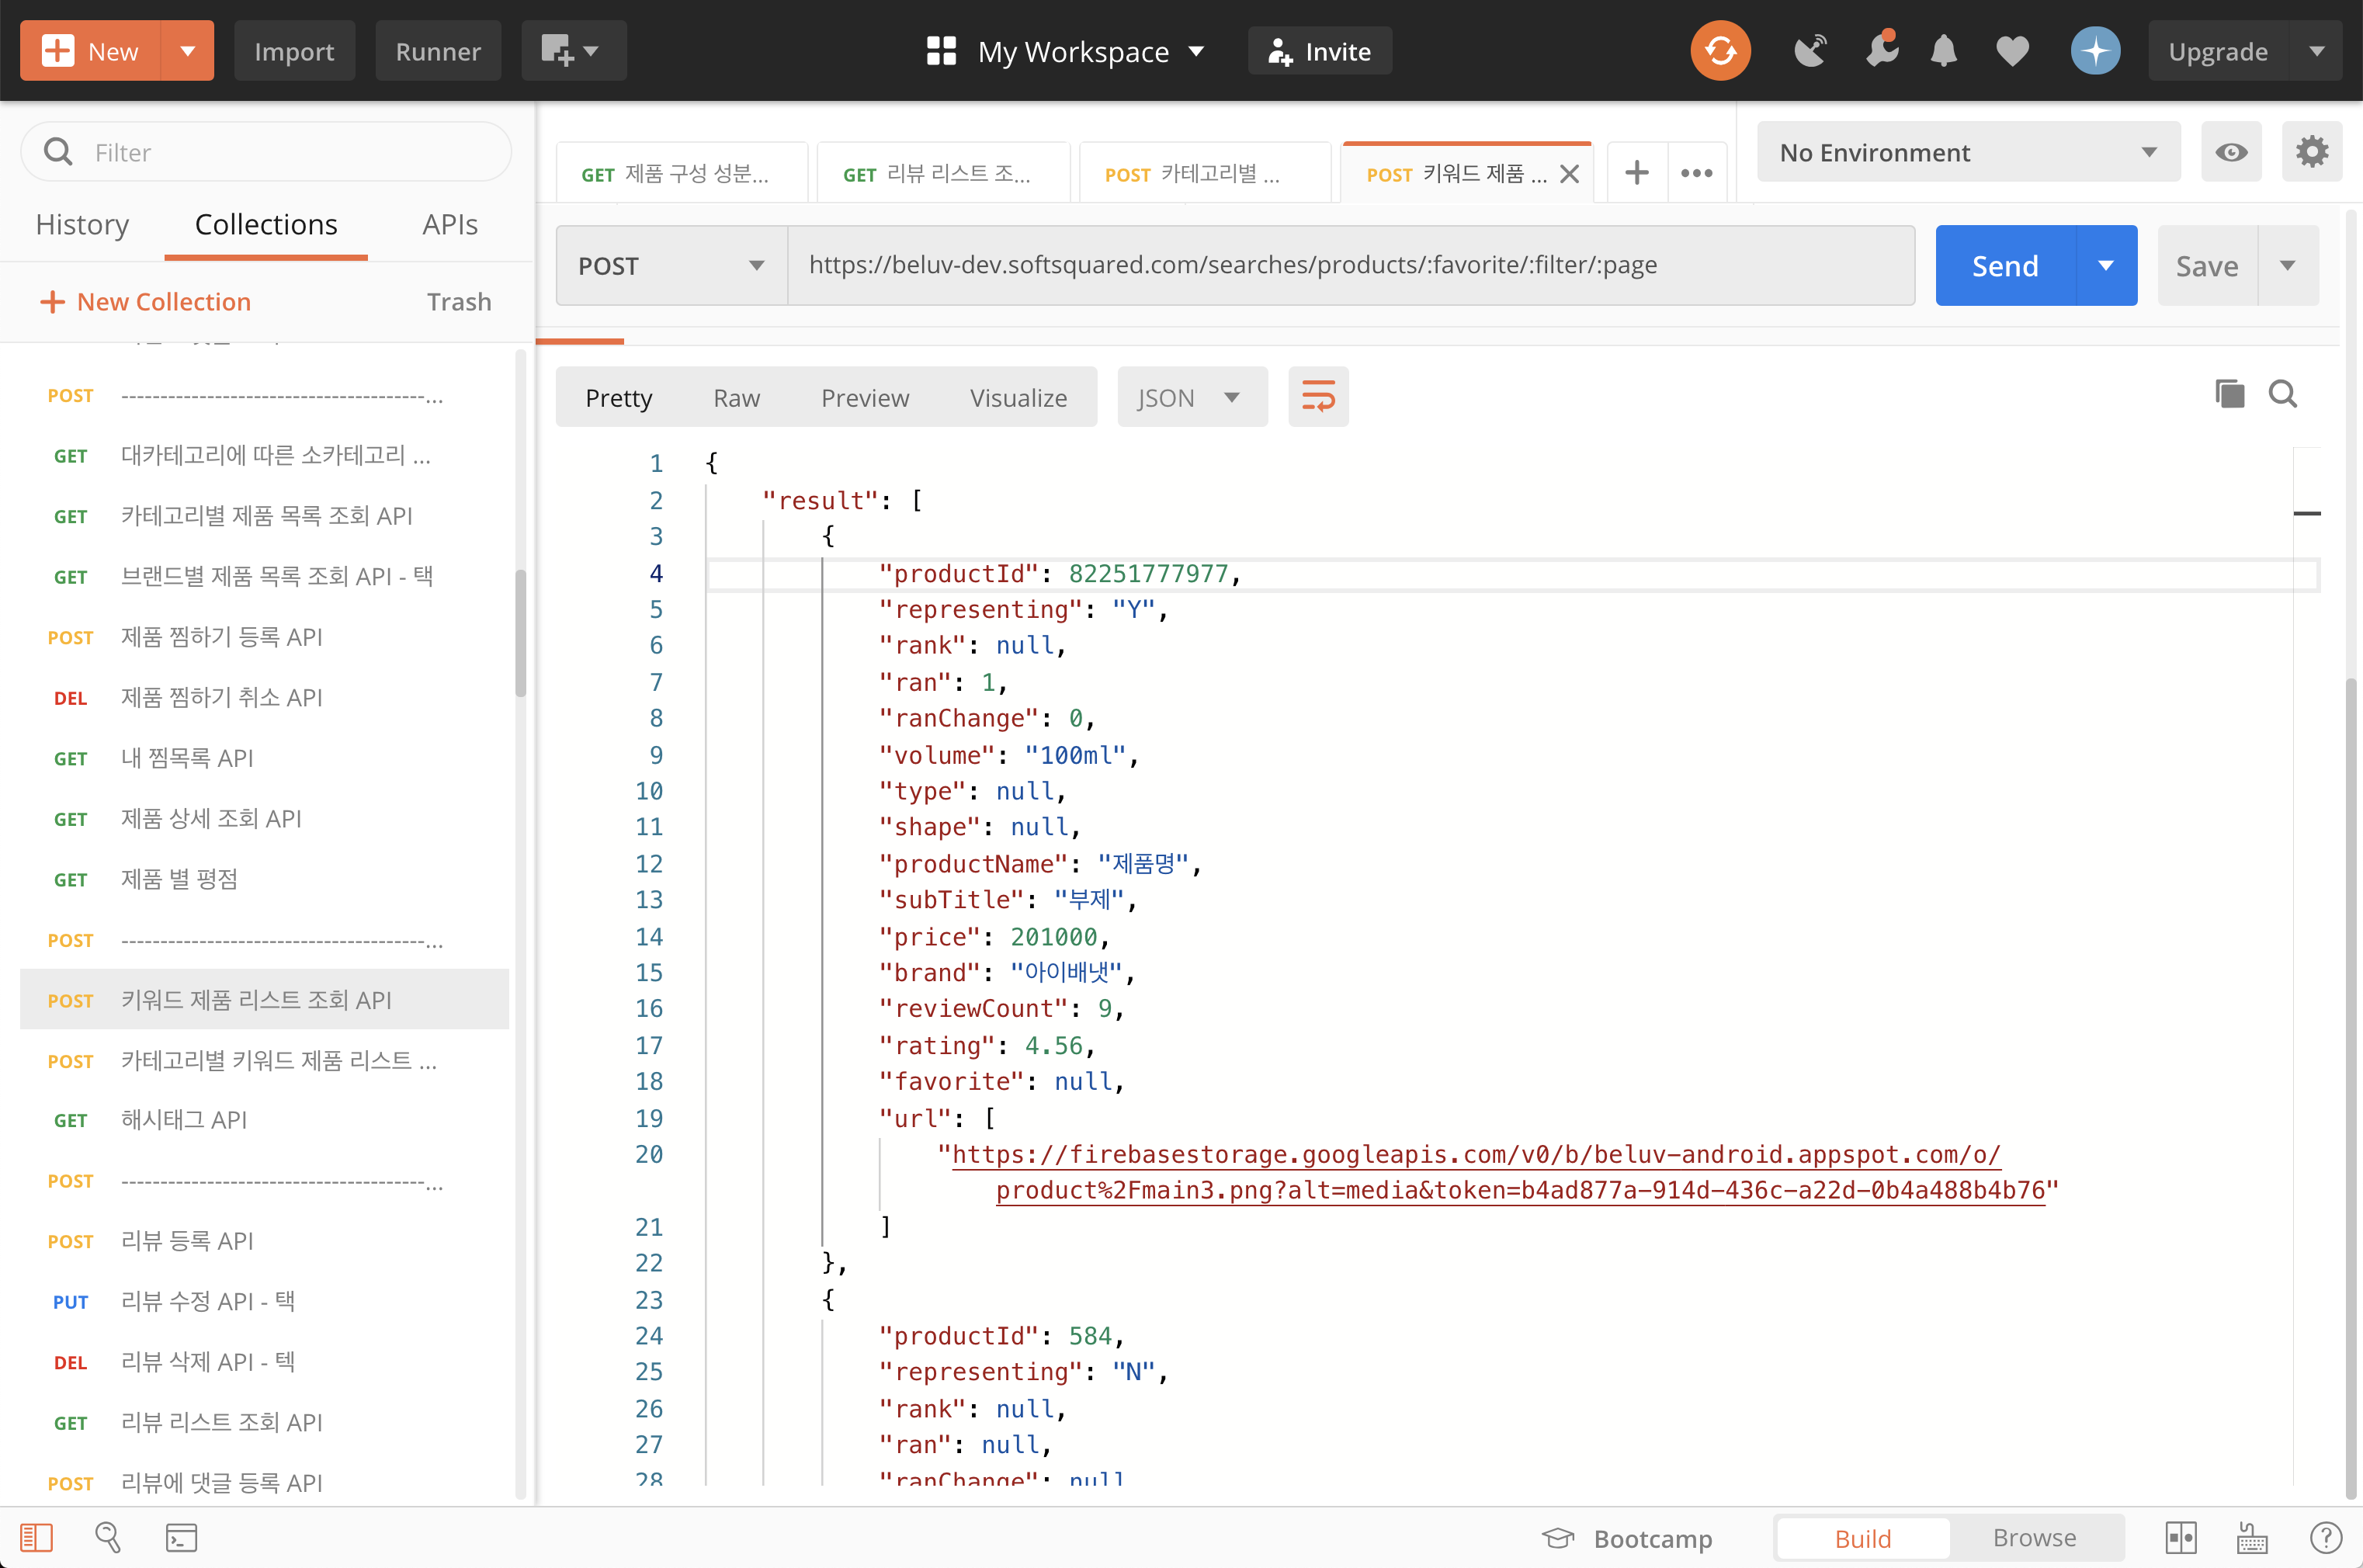 New
Import
Runner
My Workspace
Invite
Upgrade
Filter
History
Collections
APIs
New Collection
Trash
POST ---------------------------------------...
GET 대카테고리에 따른 소카테고리 ...
GET 카테고리별 제품 목록 조회 API
GET 브랜드별 제품 목록 조회 API - 택
POST 제품 찜하기 등록 API
DEL 제품 찜하기 취소 API
GET 내 찜목록 API
GET 제품 상세 조회 API
GET 제품 별 평점
POST ---------------------------------------...
POST 키워드 제품 리스트 조회 API
POST 카테고리별 키워드 제품 리스트 ...
GET 해시태그 API
POST ---------------------------------------...
POST 리뷰 등록 API
PUT 리뷰 수정 API - 택
DEL 리뷰 삭제 API - 텍
GET 리뷰 리스트 조회 API
POST 리뷰에 댓글 등록 API
GET 제품 구성 성분...
GET 리뷰 리스트 조...
POST 카테고리별 ...
POST 키워드 제품 ...
No Environment
POST
https://beluv-dev.softsquared.com/searches/products/:favorite/:filter/:page
Send
Save
Pretty
Raw
Preview
Visualize
JSON
1 {
2 "result": [
3 {
4 "productId": 82251777977,
5 "representing": "Y",
6 "rank": null,
7 "ran": 1,
8 "ranChange": 0,
9 "volume": "100ml",
10 "type": null,
11 "shape": null,
12 "productName": "제품명",
13 "subTitle": "부제",
14 "price": 201000,
15 "brand": "아이배냇",
16 "reviewCount": 9,
17 "rating": 4.56,
18 "favorite": null,
19 "url": [
20 "https://firebasestorage.googleapis.com/v0/b/beluv-android.appspot.com/o/
product%2Fmain3.png?alt=media&token=b4ad877a-914d-436c-a22d-0b4a488b4b76"
21 ]
22 },
23 {
24 "productId": 584,
25 "representing": "N",
26 "rank": null,
27 "ran": null,
28 "ranChange": null
Bootcamp
Build
Browse